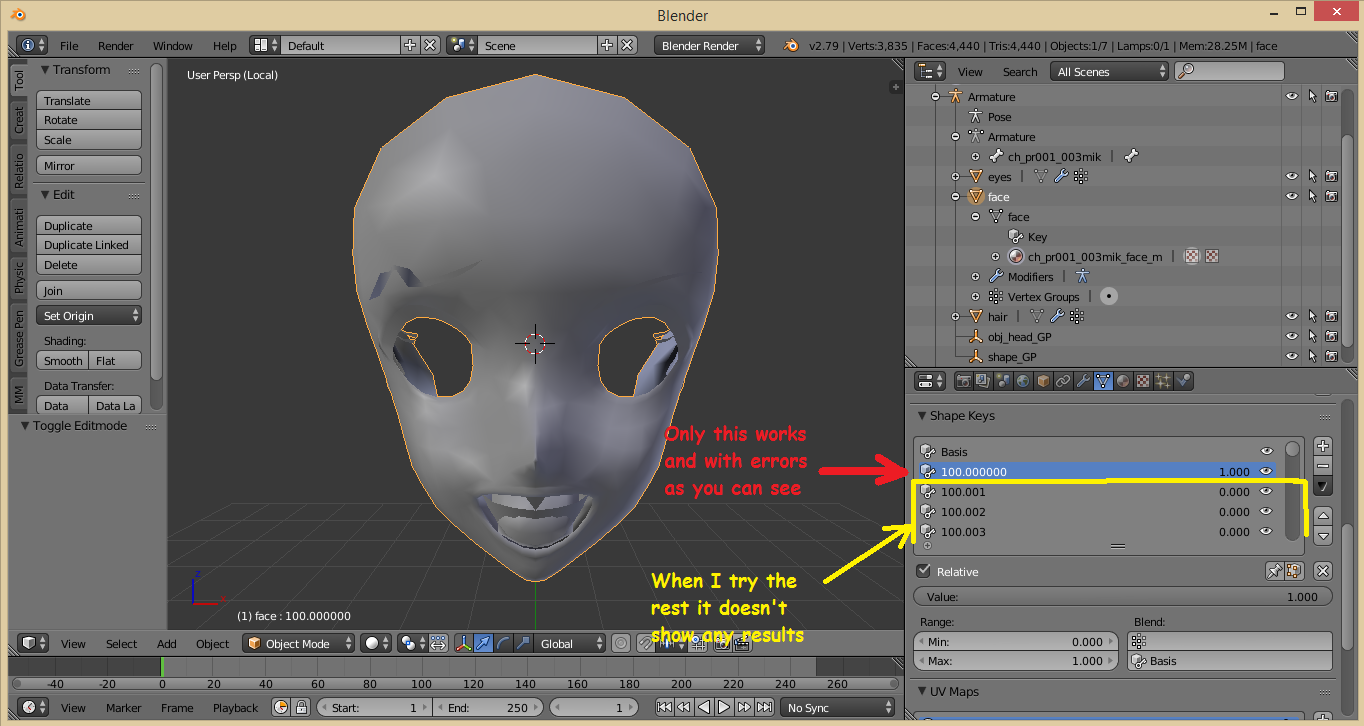 Blender
File Render Window Help Default Scene Blender Render v2.79 | Verts:3,835 | Faces:4,440 | Tris:4,440 | Objects:1/7 | Lamps:0/1 | Mem:28.25M | face
Tool
Creat
Relatio
Animati
Physic
Grease Pen
MM
Transform
Translate
Rotate
Scale
Mirror
Edit
Duplicate
Duplicate Linked
Delete
Join
Set Origin
Shading:
Smooth Flat
Data Transfer:
Data Data La
Toggle Editmode
User Persp (Local)
Only this works
and with errors
as you can see
When I try the
rest it doesn't
show any results
z
x
(1) face : 100.000000
View Select Add Object Object Mode Global
-40 -20 0 20 40 60 80 100 120 140 160 180 200 220 240 260
View Marker Frame Playback Start: 1 End: 250 1 No Sync
View Search All Scenes
Armature
Pose
Armature
ch_pr001_003mik
eyes
face
face
Key
ch_pr001_003mik_face_m
Modifiers
Vertex Groups
hair
obj_head_GP
shape_GP
Shape Keys
Basis
100.000000 1.000
100.001 0.000
100.002 0.000
100.003 0.000
Relative
Value: 1.000
Range: Blend:
Min: 0.000
Max: 1.000 Basis
UV Maps